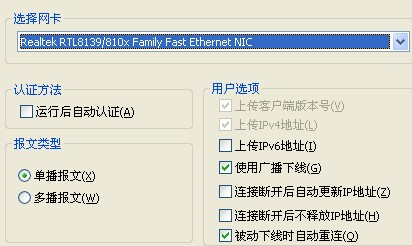 选择网卡
Realtek RTL8139/810x Family Fast Ethernet NIC
认证方法
运行后自动认证(A)
报文类型
单播报文(X)
多播报文(W)
用户选项
上传客户端版本号(V)
上传IPv4地址(L)
上传IPv6地址(I)
使用广播下线(G)
连接断开后自动更新IP地址(Z)
连接断开后不释放IP地址(H)
被动下线时自动重连(Q)